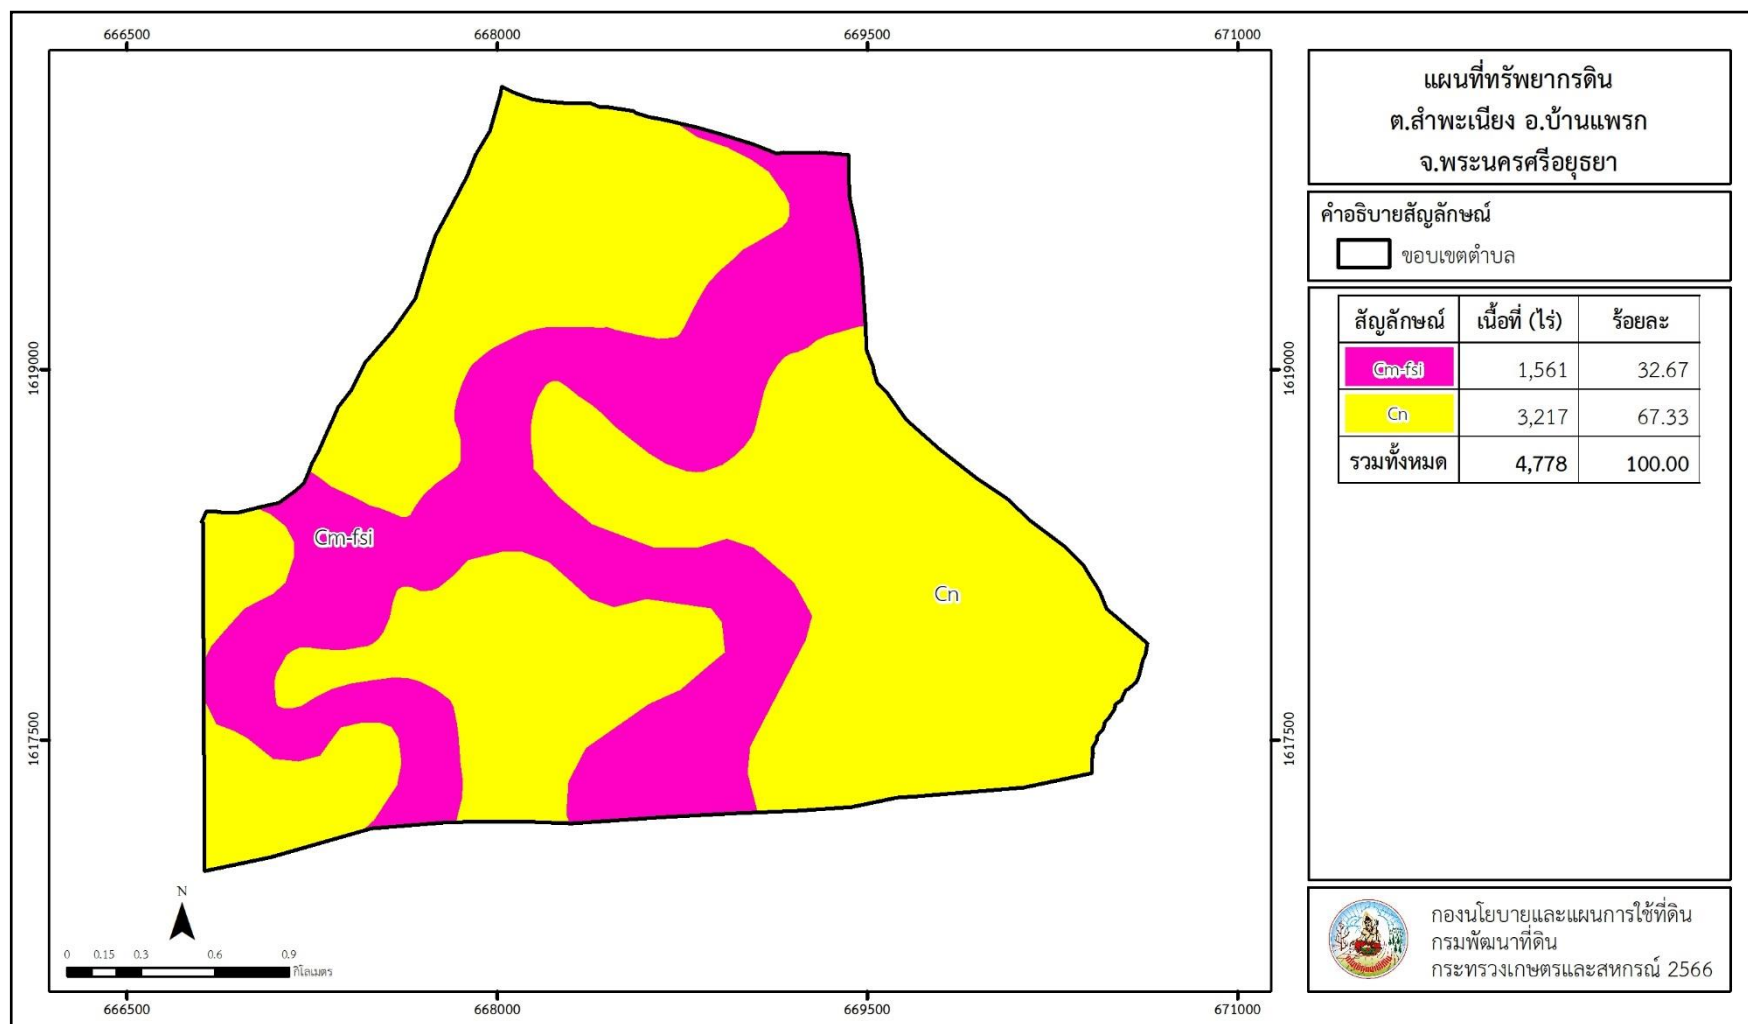 666500 668000 669500 671000
1619000 1619000
Cm-fsi
Cn
1617500 1617500
N
0 0.15 0.3 0.6 0.9
กิโลเมตร
666500 668000 669500 671000
แผนที่ทรัพยากรดิน
ต.สำพะเนียง อ.บ้านแพรก
จ.พระนครศรีอยุธยา
คำอธิบายสัญลักษณ์
ขอบเขตตำบล
สัญลักษณ์ เนื้อที่ (ไร่) ร้อยละ
Cm-fsi 1,561 32.67
Cn 3,217 67.33
รวมทั้งหมด 4,778 100.00
กองนโยบายและแผนการใช้ที่ดิน
กรมพัฒนาที่ดิน
กระทรวงเกษตรและสหกรณ์ 2566